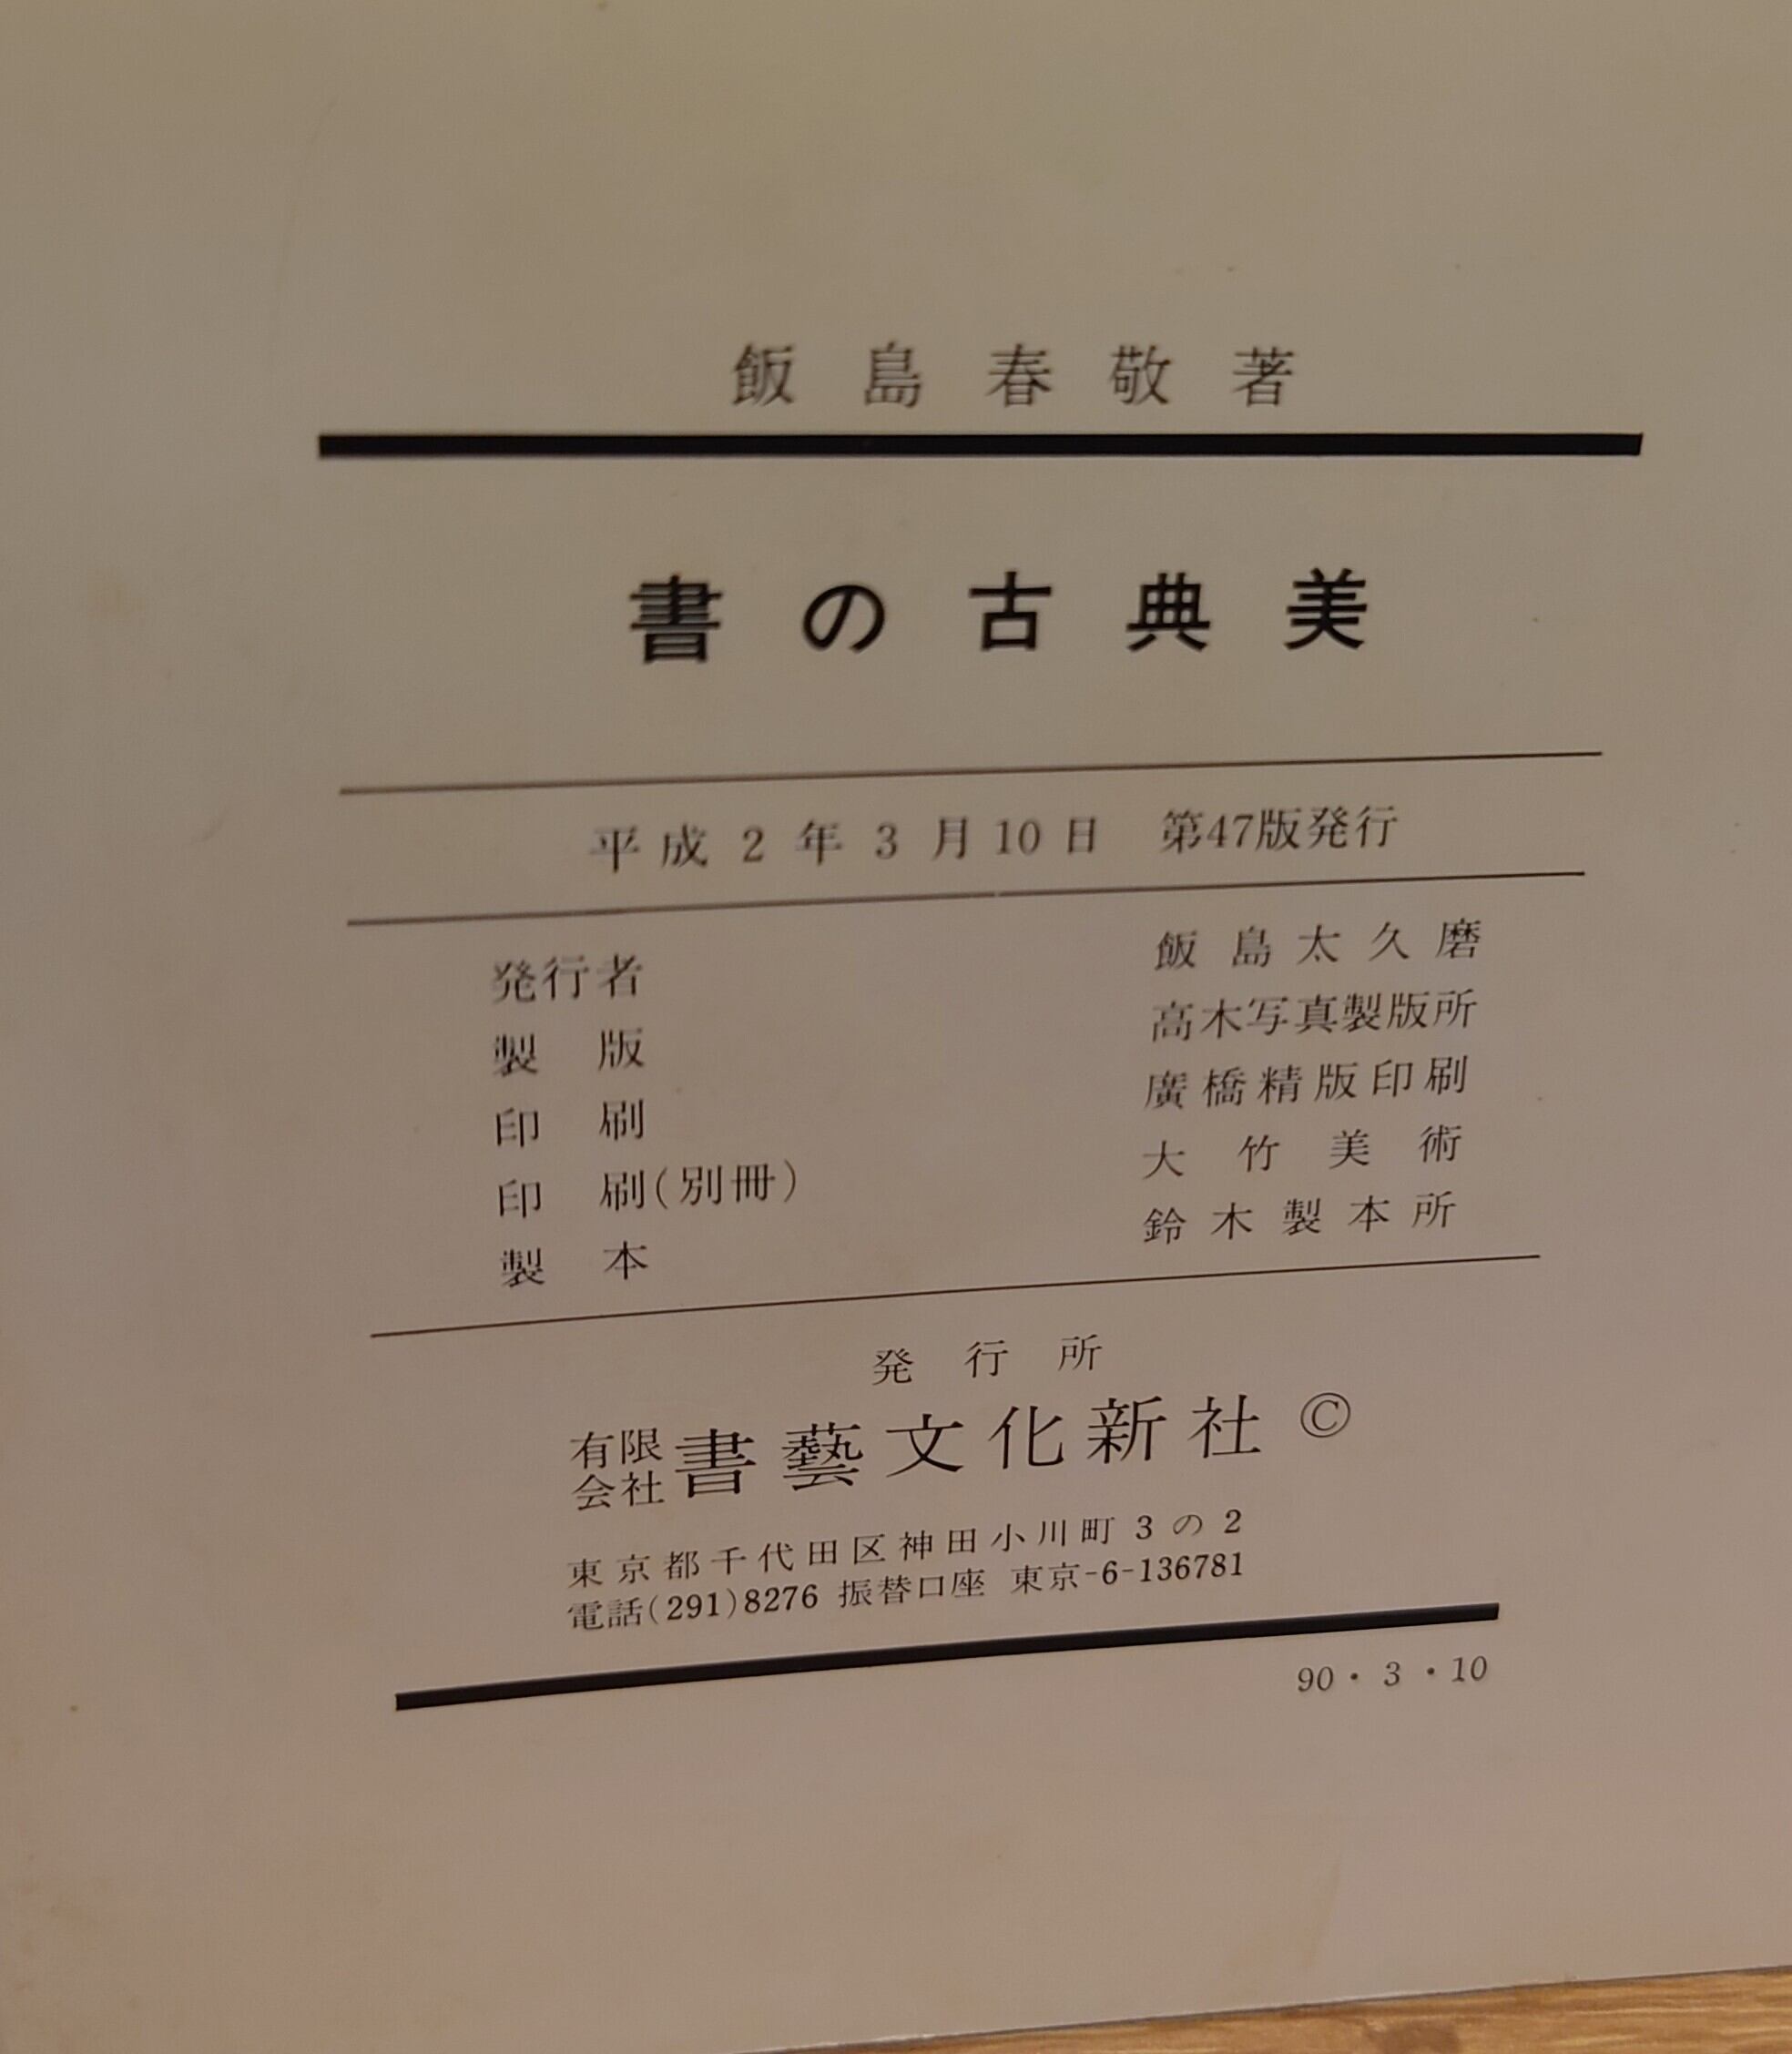 飯島春敬著
書の古典美
平成2年3月10日 第47版発行
発行者 飯島太久磨
製版 高木写真製版所
印刷 廣橋精版印刷
印刷(別冊) 大竹美術
製本 鈴木製本所
発行所
有限会社 書藝文化新社 ©
東京都千代田区神田小川町3の2
電話(291)8276 振替口座 東京-6-136781
90・3・10